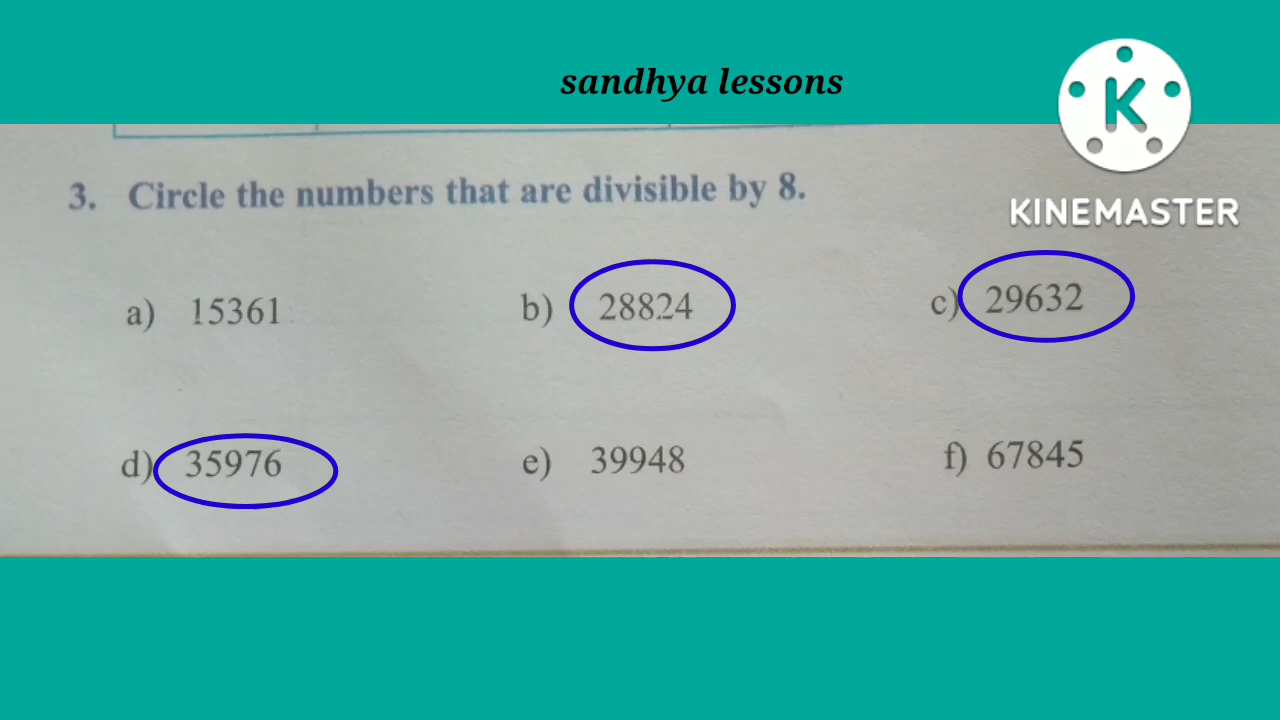 sandhya lessons
K
KINEMASTER
3. Circle the numbers that are divisible by 8.
a) 15361 b) 28824 c) 29632
d) 35976 e) 39948 f) 67845